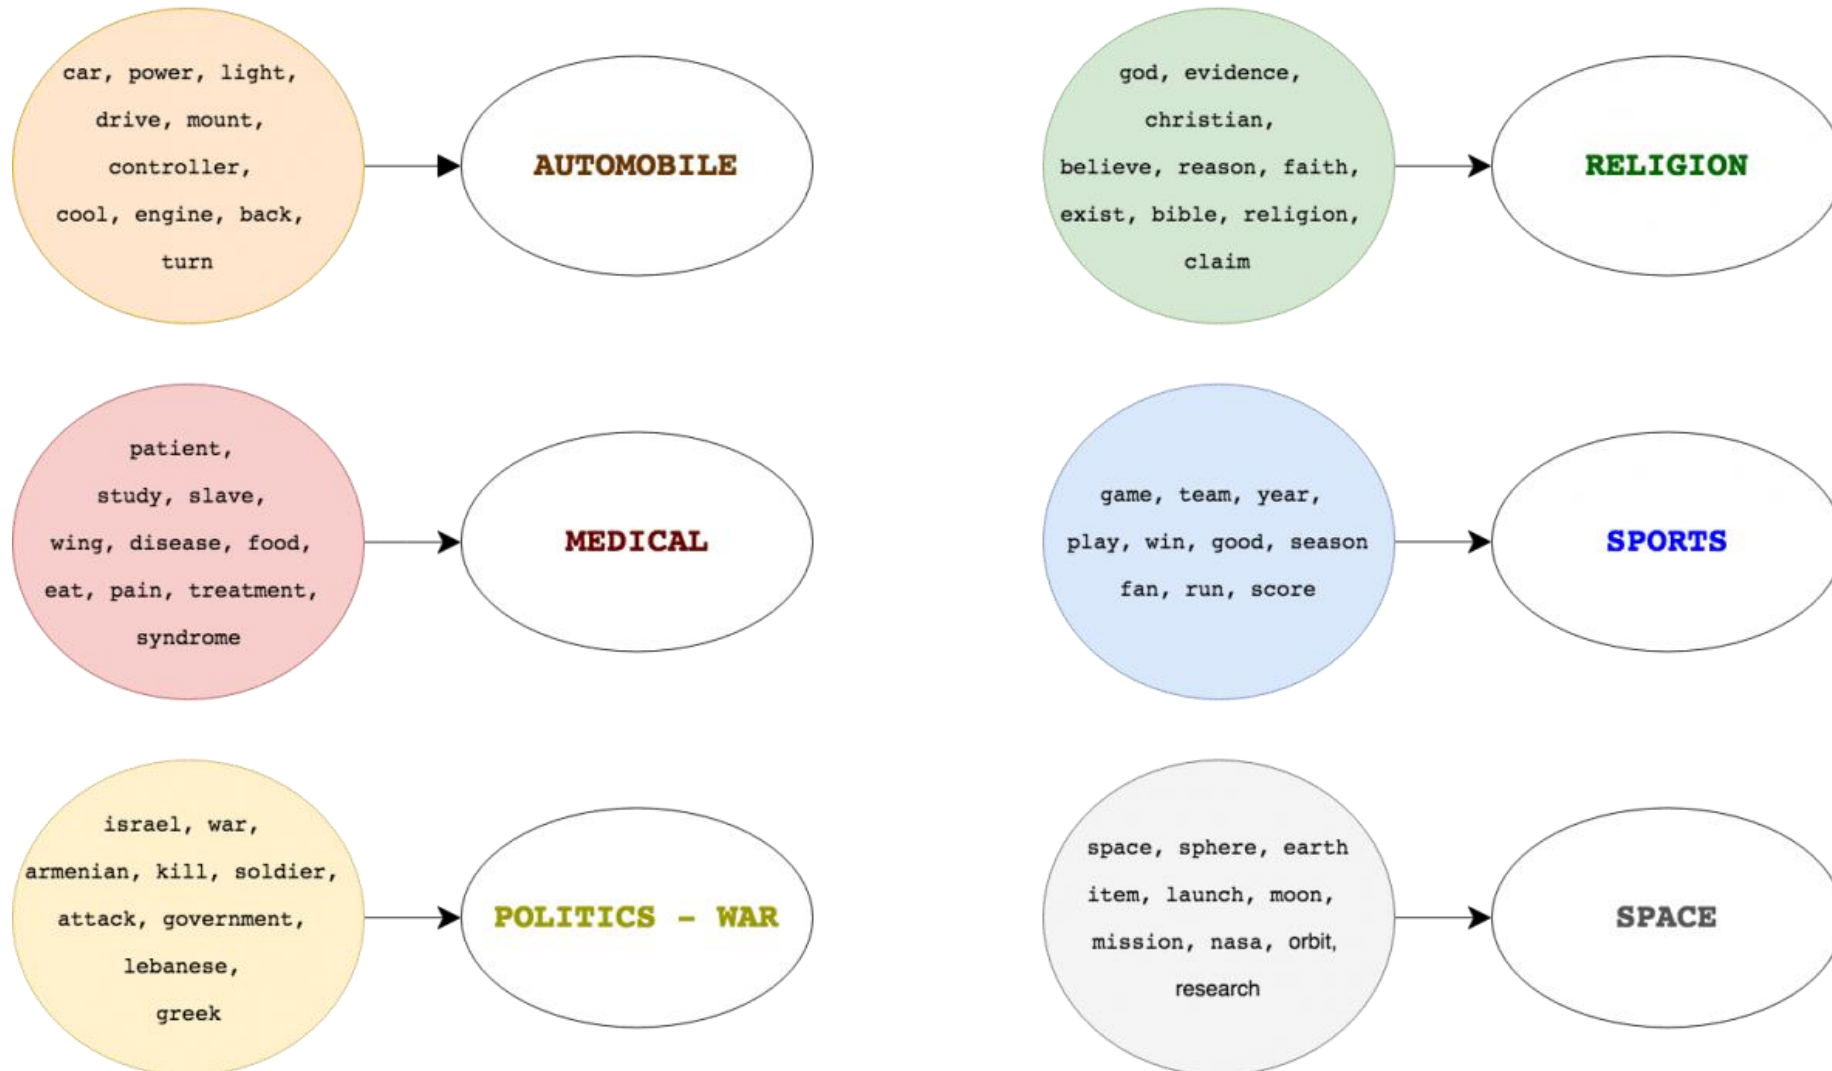 car, power, light,
drive, mount,
controller,
cool, engine, back,
turn
AUTOMOBILE
god, evidence,
christian,
believe, reason, faith,
exist, bible, religion,
claim
RELIGION
patient,
study, slave,
wing, disease, food,
eat, pain, treatment,
syndrome
MEDICAL
game, team, year,
play, win, good, season
fan, run, score
SPORTS
israel, war,
armenian, kill, soldier,
attack, government,
lebanese,
greek
POLITICS - WAR
space, sphere, earth
item, launch, moon,
mission, nasa, orbit,
research
SPACE